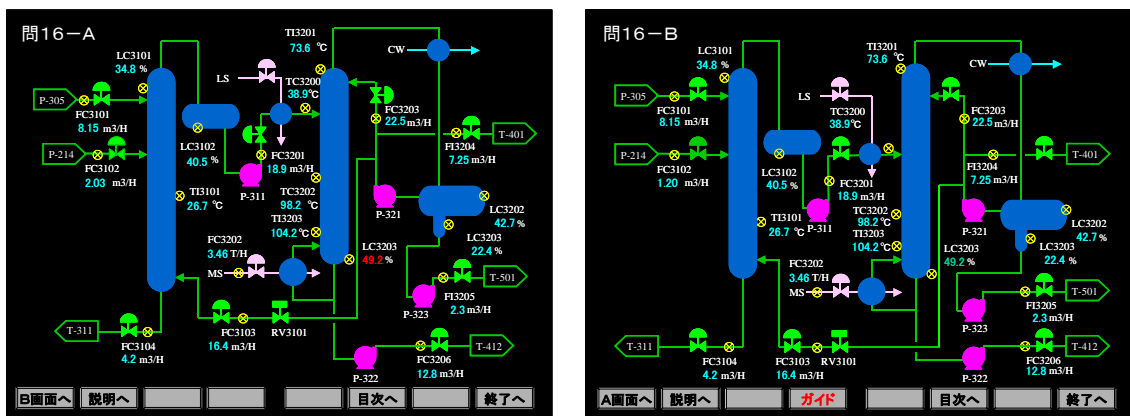 問16-A
LC3101
34.8 %
P-305
FC3101
8.15 m3/H
P-214
FC3102
2.03 m3/H
LC3102
40.5 %
LS
TI3201
73.6 ℃
TC3200
38.9℃
CW
FC3203
22.5 m3/H
T-401
FI3204
7.25 m3/H
P-311
FC3201
18.9 m3/H
TI3101
26.7 ℃
TC3202
98.2 ℃
TI3203
104.2℃
P-321
LC3202
42.7 %
FC3202
3.46 T/H
MS
LC3203
49.2 %
LC3203
22.4 %
T-501
P-323
FI3205
2.3 m3/H
T-311
FC3104
4.2 m3/H
FC3103
16.4 m3/H
RV3101
P-322
T-412
FC3206
12.8 m3/H
B画面へ
説明へ
目次へ
終了へ
問16-B
LC3101
34.8 %
P-305
FC3101
8.15 m3/H
P-214
FC3102
1.20 m3/H
LC3102
40.5 %
LS
TI3201
73.6 ℃
TC3200
38.9℃
CW
FC3203
22.5 m3/H
T-401
FI3204
7.25 m3/H
P-311
FC3201
18.9 m3/H
TI3101
26.7 ℃
TC3202
98.2 ℃
TI3203
104.2 ℃
P-321
LC3202
42.7 %
FC3202
3.46 T/H
MS
LC3203
49.2 %
LC3203
22.4 %
T-501
P-323
FI3205
2.3 m3/H
T-311
FC3104
4.2 m3/H
FC3103
16.4 m3/H
RV3101
P-322
T-412
FC3206
12.8 m3/H
A画面へ
説明へ
ガイド
目次へ
終了へ